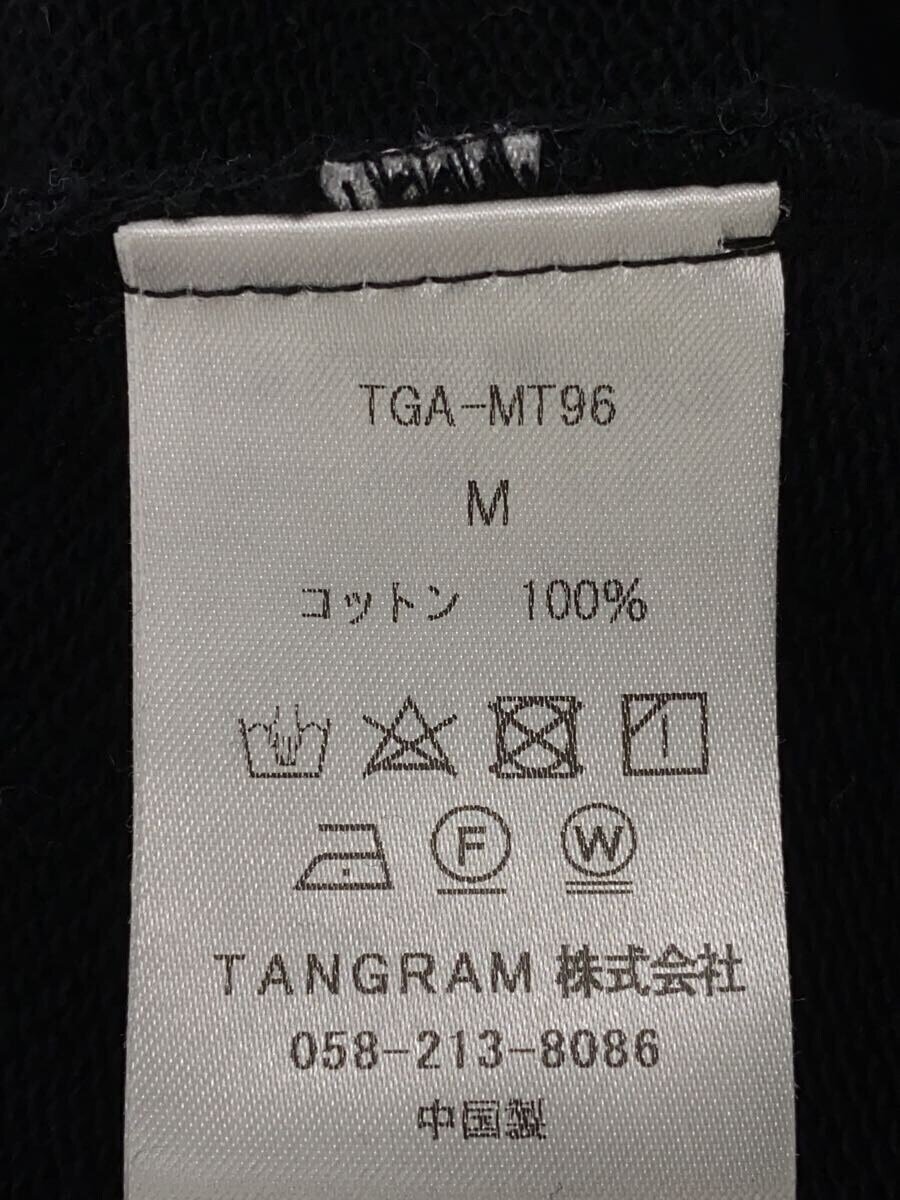 TGA-MT96
M
コットン 100%
F W
TANGRAM 株式会社
058-213-8086
中国製